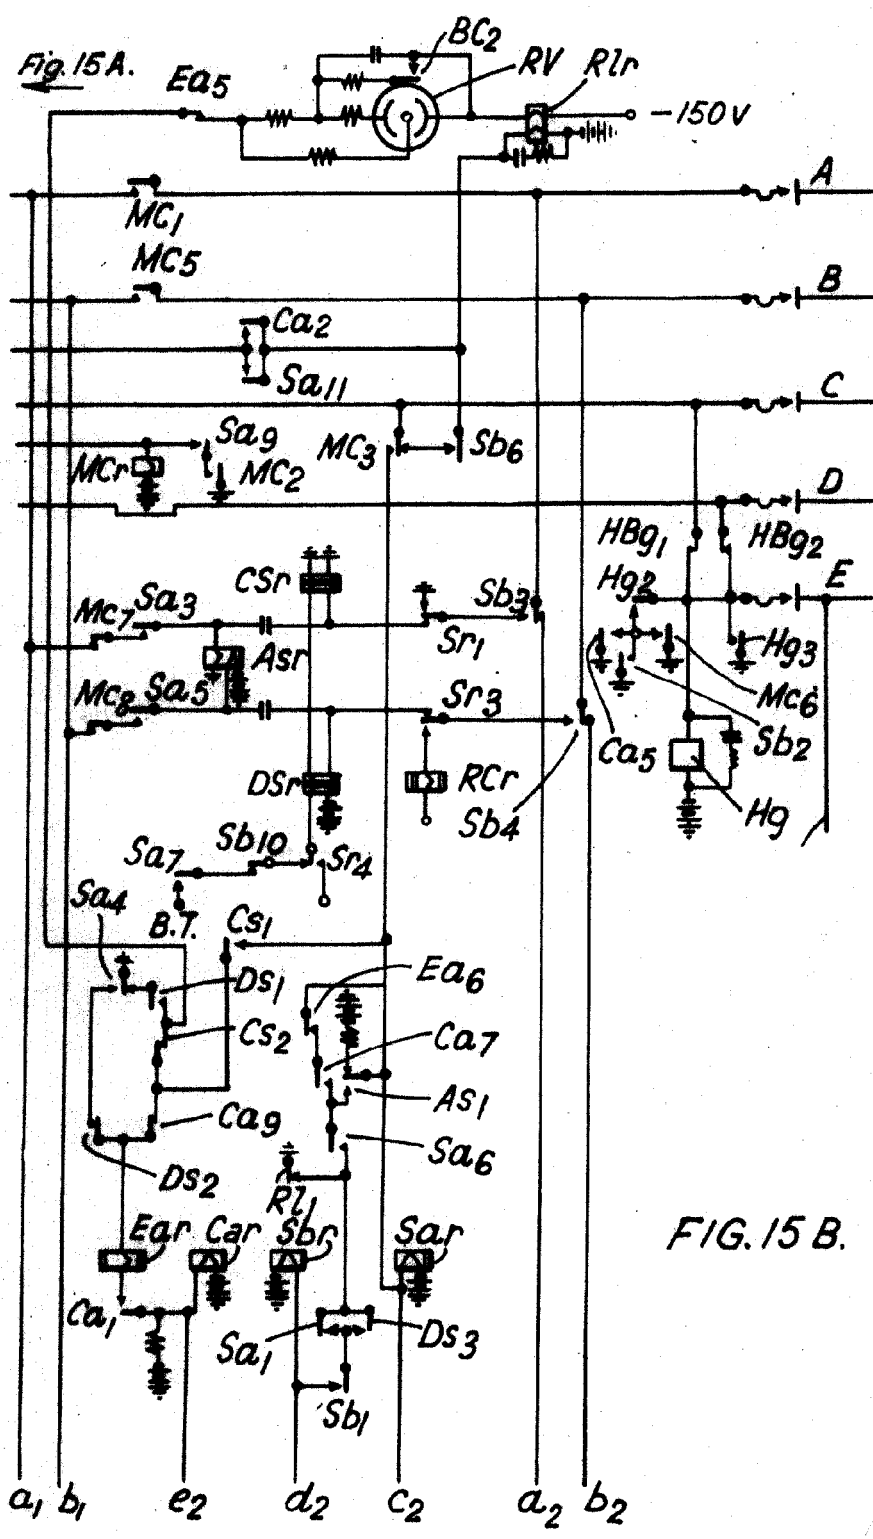 Fig. 15A.
Ea5
BC2
RV
Rlr
-150V
MC1
A
MC5
B
Ca2
Sa11
C
Sa9
MC3
Sb6
MCr
MC2
D
HBg1
HBg2
CSr
Hg2
E
Mc7
Sa3
Sb3
Asr
Sr1
Hg3
Mc8
Sa5
Sr3
Mc6
Ca5
Sb2
DSr
RCr
Hg
Sb4
Sb10
Sa7
Sr4
Sa4
B.T.
Cs1
Ea6
Ds1
Cs2
Ca7
As1
Ca9
Sa6
Ds2
Rl1
Ear
Car
Sbr
Sar
FIG. 15 B.
Ca1
Sa1
Ds3
Sb1
a1
b1
e2
d2
c2
a2
b2